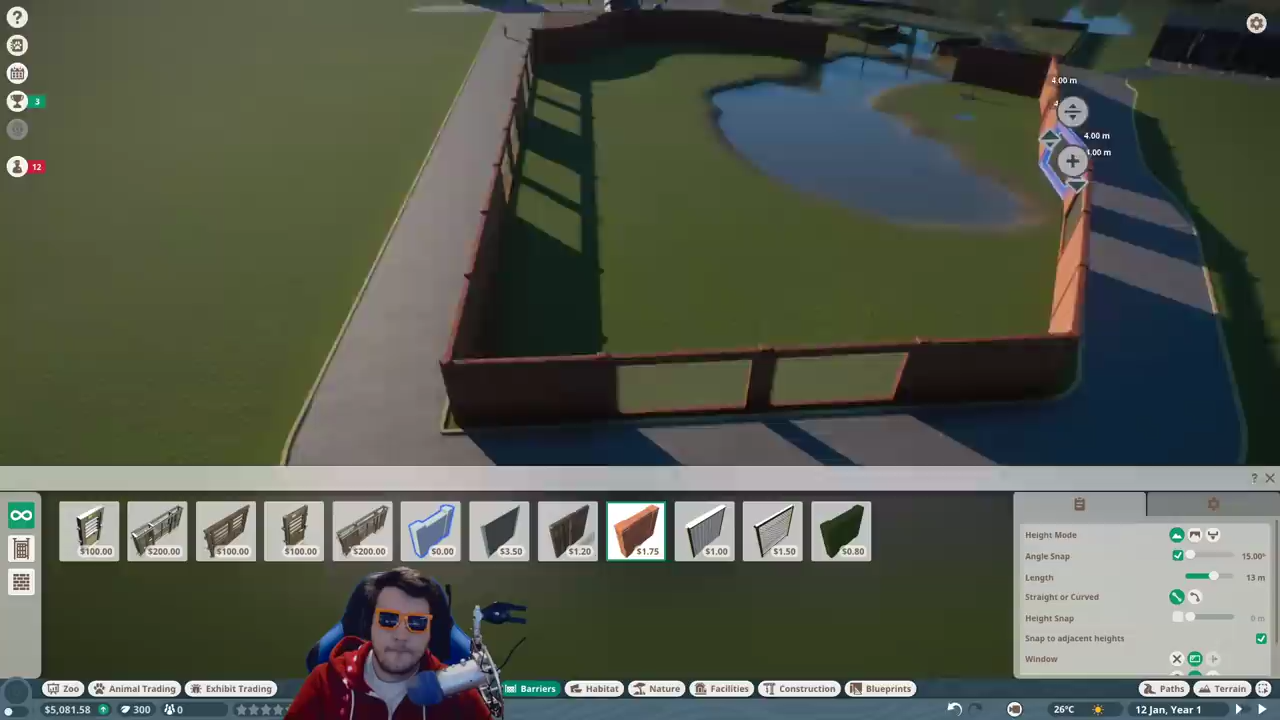 ?
3
12
4.00 m
4
4.00 m
4.00 m
?
$100.00
$200.00
$100.00
$100.00
$200.00
$0.00
$3.50
$1.20
$1.75
$1.00
$1.50
$0.80
Height Mode
Angle Snap 15.00°
Length 13 m
Straight or Curved
Height Snap 0 m
Snap to adjacent heights
Window
Zoo Animal Trading Exhibit Trading Barriers Habitat Nature Facilities Construction Blueprints Paths Terrain
$5,081.58 300 0 26°C 12 Jan, Year 1